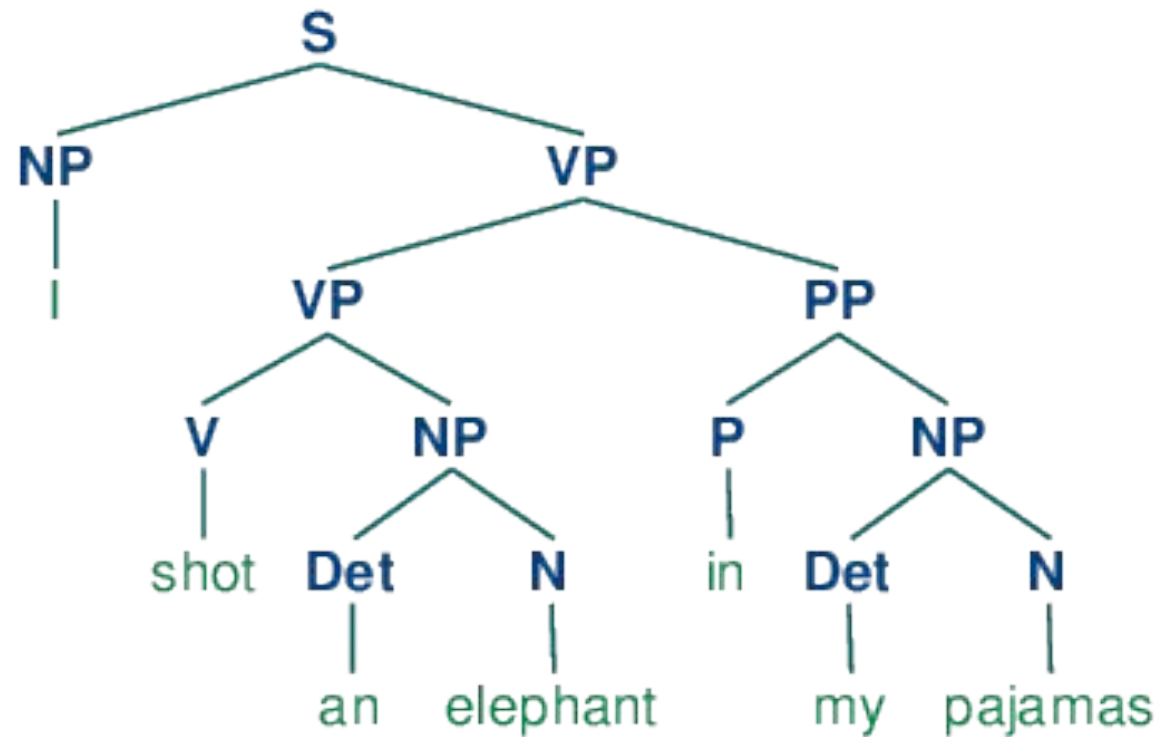 S
NP VP
I VP PP
V NP P NP
shot Det N in Det N
an elephant my pajamas